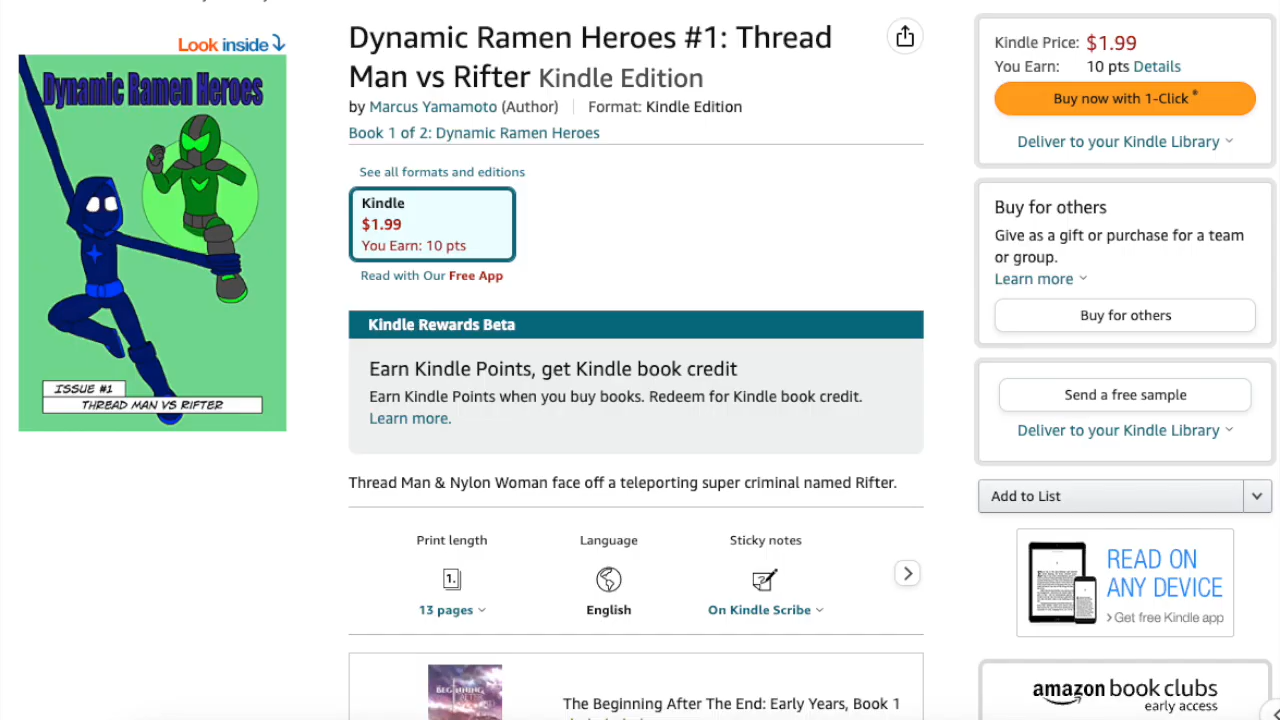 Look inside
Dynamic Ramen Heroes
ISSUE #1
THREAD MAN VS RIFTER
Dynamic Ramen Heroes #1: Thread
Man vs Rifter Kindle Edition
by Marcus Yamamoto (Author) Format: Kindle Edition
Book 1 of 2: Dynamic Ramen Heroes
See all formats and editions
Kindle
$1.99
You Earn: 10 pts
Read with Our Free App
Kindle Rewards Beta
Earn Kindle Points, get Kindle book credit
Earn Kindle Points when you buy books. Redeem for Kindle book credit.
Learn more.
Thread Man & Nylon Woman face off a teleporting super criminal named Rifter.
Print length
1.
13 pages
Language
English
Sticky notes
On Kindle Scribe
BEGINNING
AFTER
The Beginning After The End: Early Years, Book 1
Kindle Price: $1.99
You Earn: 10 pts Details
Buy now with 1-Click ®
Deliver to your Kindle Library
Buy for others
Give as a gift or purchase for a team
or group.
Learn more
Buy for others
Send a free sample
Deliver to your Kindle Library
Add to List
READ ON
ANY DEVICE
Get free Kindle app
amazon book clubs
early access